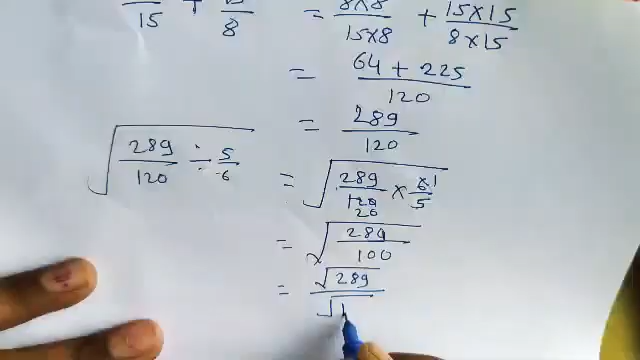 15 + 8 = 8×8/15×8 + 15×15/8×15
= 64 + 225/120
= 289/120
√289/120 ÷ 5/6 = √289/120 20 × 6 1/5
= √289/100
= √289/√1